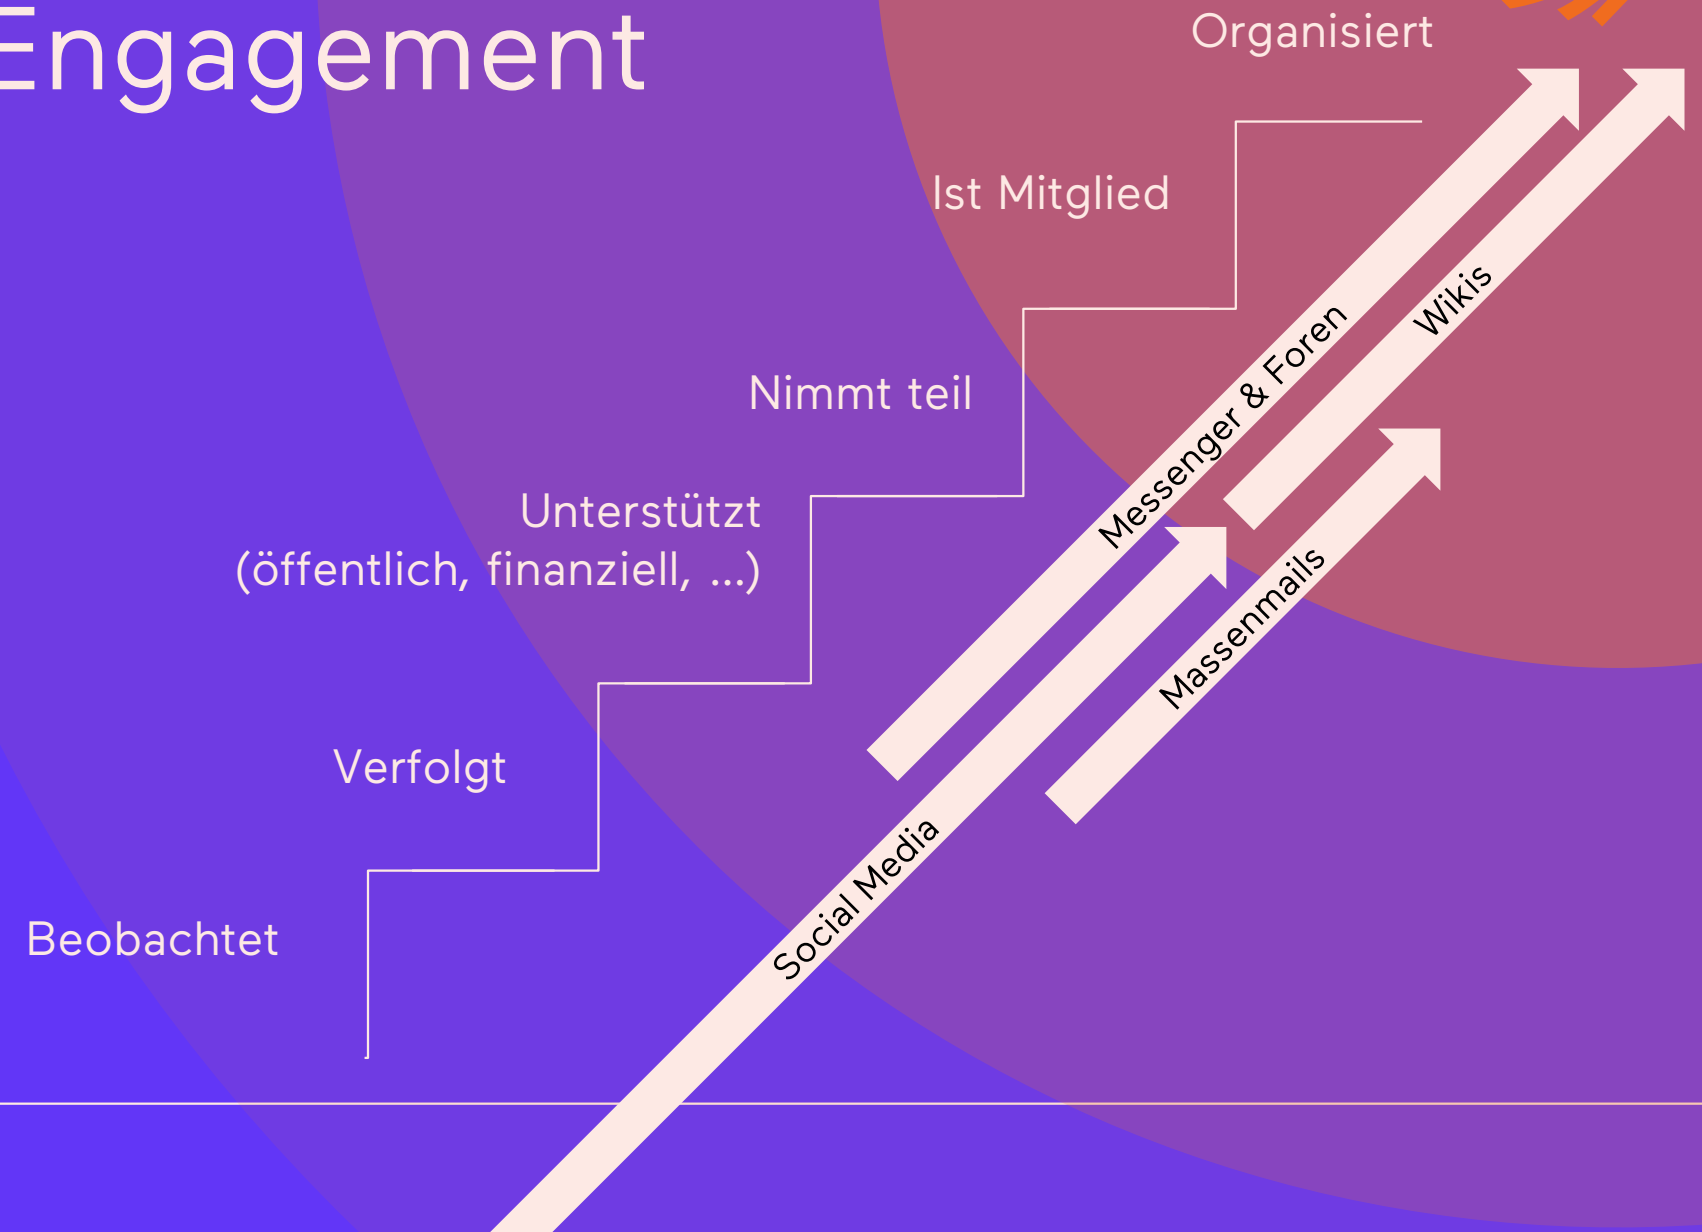 Engagement
Organisiert
Ist Mitglied
Nimmt teil
Unterstützt
(öffentlich, finanziell, ...)
Verfolgt
Beobachtet
Messenger & Foren
Wikis
Massenmails
Social Media